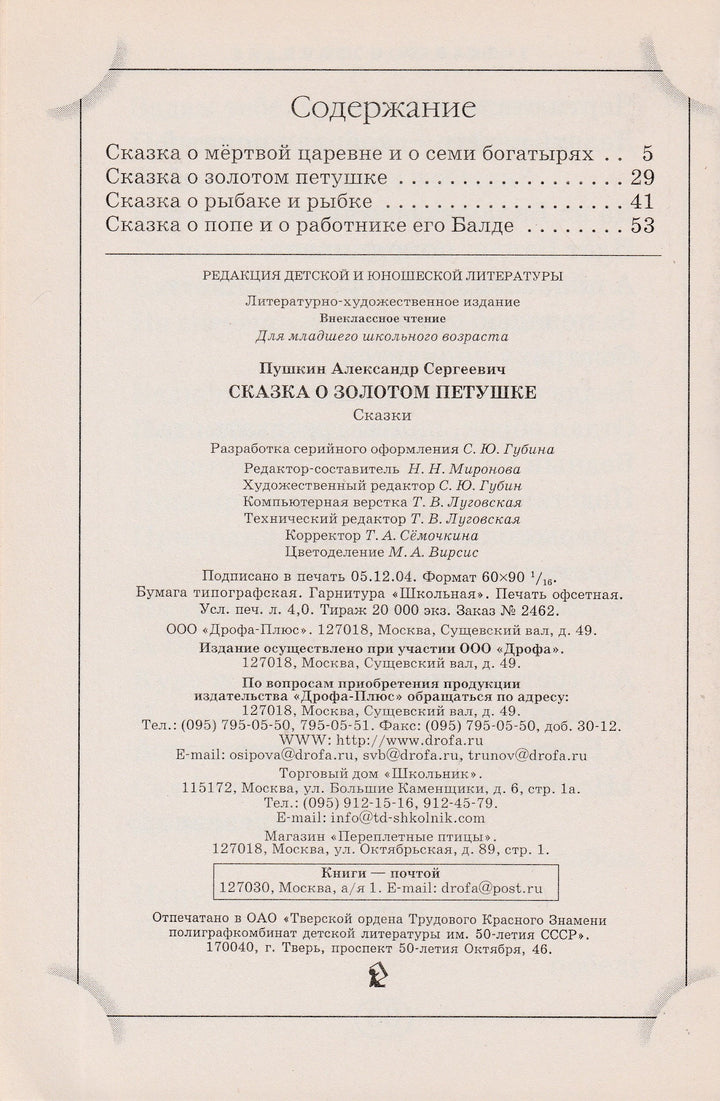 Содержание
Сказка о мёртвой царевне и о семи богатырях . . 5
Сказка о золотом петушке . . . . . . . . . . . . . . . . . . 29
Сказка о рыбаке и рыбке . . . . . . . . . . . . . . . . . . . 41
Сказка о попе и о работнике его Балде . . . . . . . . 53
РЕДАКЦИЯ ДЕТСКОЙ И ЮНОШЕСКОЙ ЛИТЕРАТУРЫ
Литературно-художественное издание
Внеклассное чтение
Для младшего школьного возраста
Пушкин Александр Сергеевич
СКАЗКА О ЗОЛОТОМ ПЕТУШКЕ
Сказки
Разработка серийного оформления С. Ю. Губина
Редактор-составитель Н. Н. Миронова
Художественный редактор С. Ю. Губин
Компьютерная верстка Т. В. Луговская
Технический редактор Т. В. Луговская
Корректор Т. А. Сёмочкина
Цветоделение М. А. Вирсис
Подписано в печать 05.12.04. Формат 60×90 1/16.
Бумага типографская. Гарнитура «Школьная». Печать офсетная.
Усл. печ. л. 4,0. Тираж 20 000 экз. Заказ № 2462.
ООО «Дрофа-Плюс». 127018, Москва, Сущевский вал, д. 49.
Издание осуществлено при участии ООО «Дрофа».
127018, Москва, Сущевский вал, д. 49.
По вопросам приобретения продукции
издательства «Дрофа-Плюс» обращаться по адресу:
127018, Москва, Сущевский вал, д. 49.
Тел.: (095) 795-05-50, 795-05-51. Факс: (095) 795-05-50, доб. 30-12.
WWW: http://www.drofa.ru
E-mail: osipova@drofa.ru, svb@drofa.ru, trunov@drofa.ru
Торговый дом «Школьник».
115172, Москва, ул. Большие Каменщики, д. 6, стр. 1а.
Тел.: (095) 912-15-16, 912-45-79.
E-mail: info@td-shkolnik.com
Магазин «Переплетные птицы».
127018, Москва, ул. Октябрьская, д. 89, стр. 1.
Книги — почтой
127030, Москва, а/я 1. E-mail: drofa@post.ru
Отпечатано в ОАО «Тверской ордена Трудового Красного Знамени
полиграфкомбинат детской литературы им. 50-летия СССР».
170040, г. Тверь, проспект 50-летия Октября, 46.